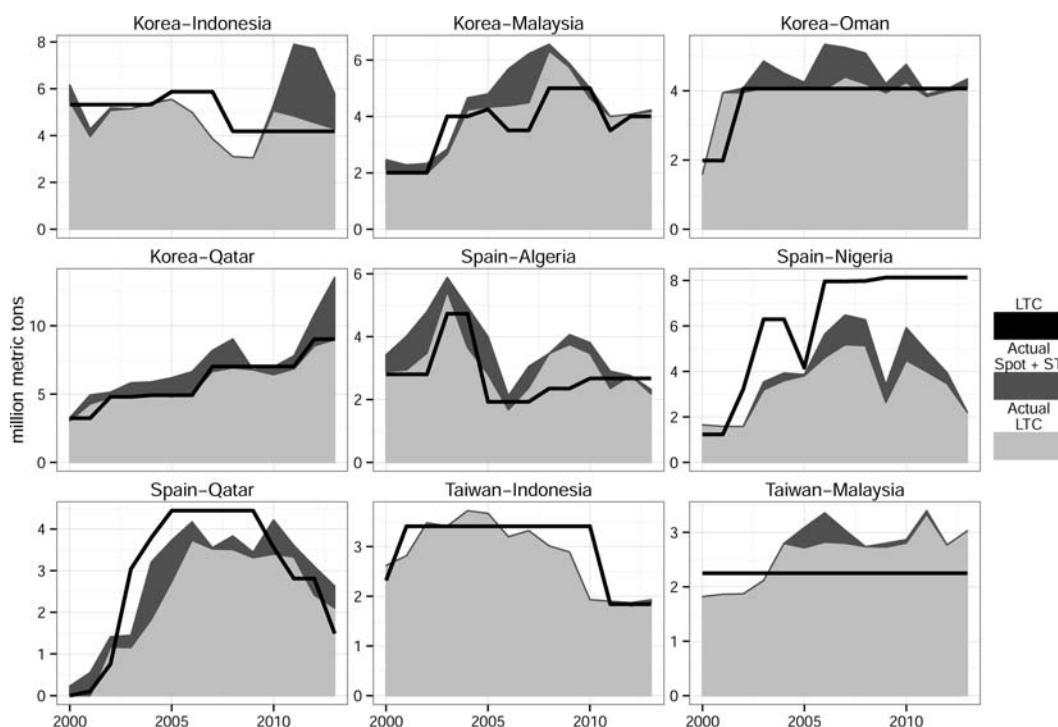 Korea–Indonesia
Korea–Malaysia
Korea–Oman
8
6
4
2
0
6
4
2
0
4
2
0
Korea–Qatar
Spain–Algeria
Spain–Nigeria
million metric tons
10
5
0
6
4
2
0
8
6
4
2
0
LTC
Actual
Spot + ST
Actual
LTC
Spain–Qatar
Taiwan–Indonesia
Taiwan–Malaysia
4
3
2
1
0
3
2
1
0
3
2
1
0
2000 2005 2010
2000 2005 2010
2000 2005 2010